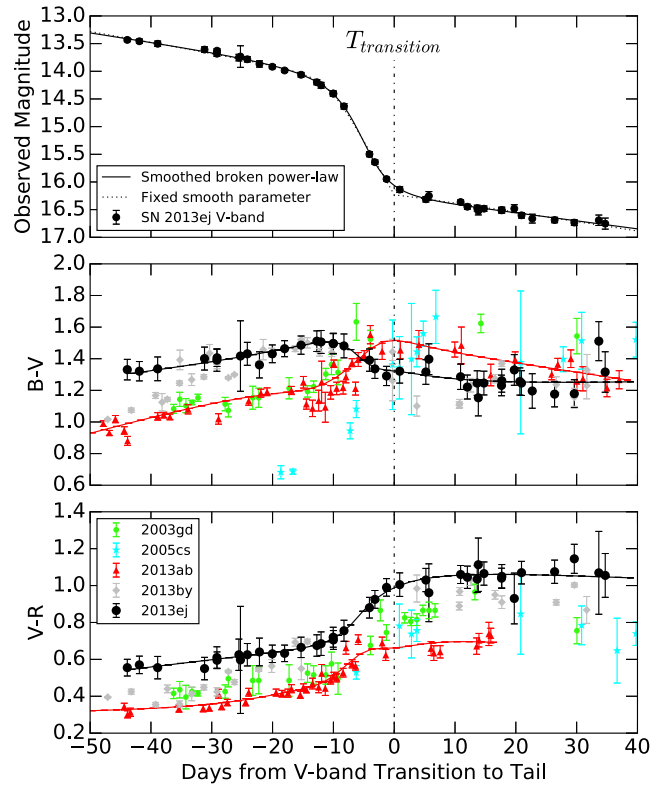 T_transition
Observed Magnitude
13.0
13.5
14.0
14.5
15.0
15.5
16.0
16.5
17.0
Smoothed broken power-law
Fixed smooth parameter
SN 2013ej V-band
B-V
2.0
1.8
1.6
1.4
1.2
1.0
0.8
0.6
V-R
1.4
1.2
1.0
0.8
0.6
0.4
0.2
2003gd
2005cs
2013ab
2013by
2013ej
−50 −40 −30 −20 −10 0 10 20 30 40
Days from V-band Transition to Tail